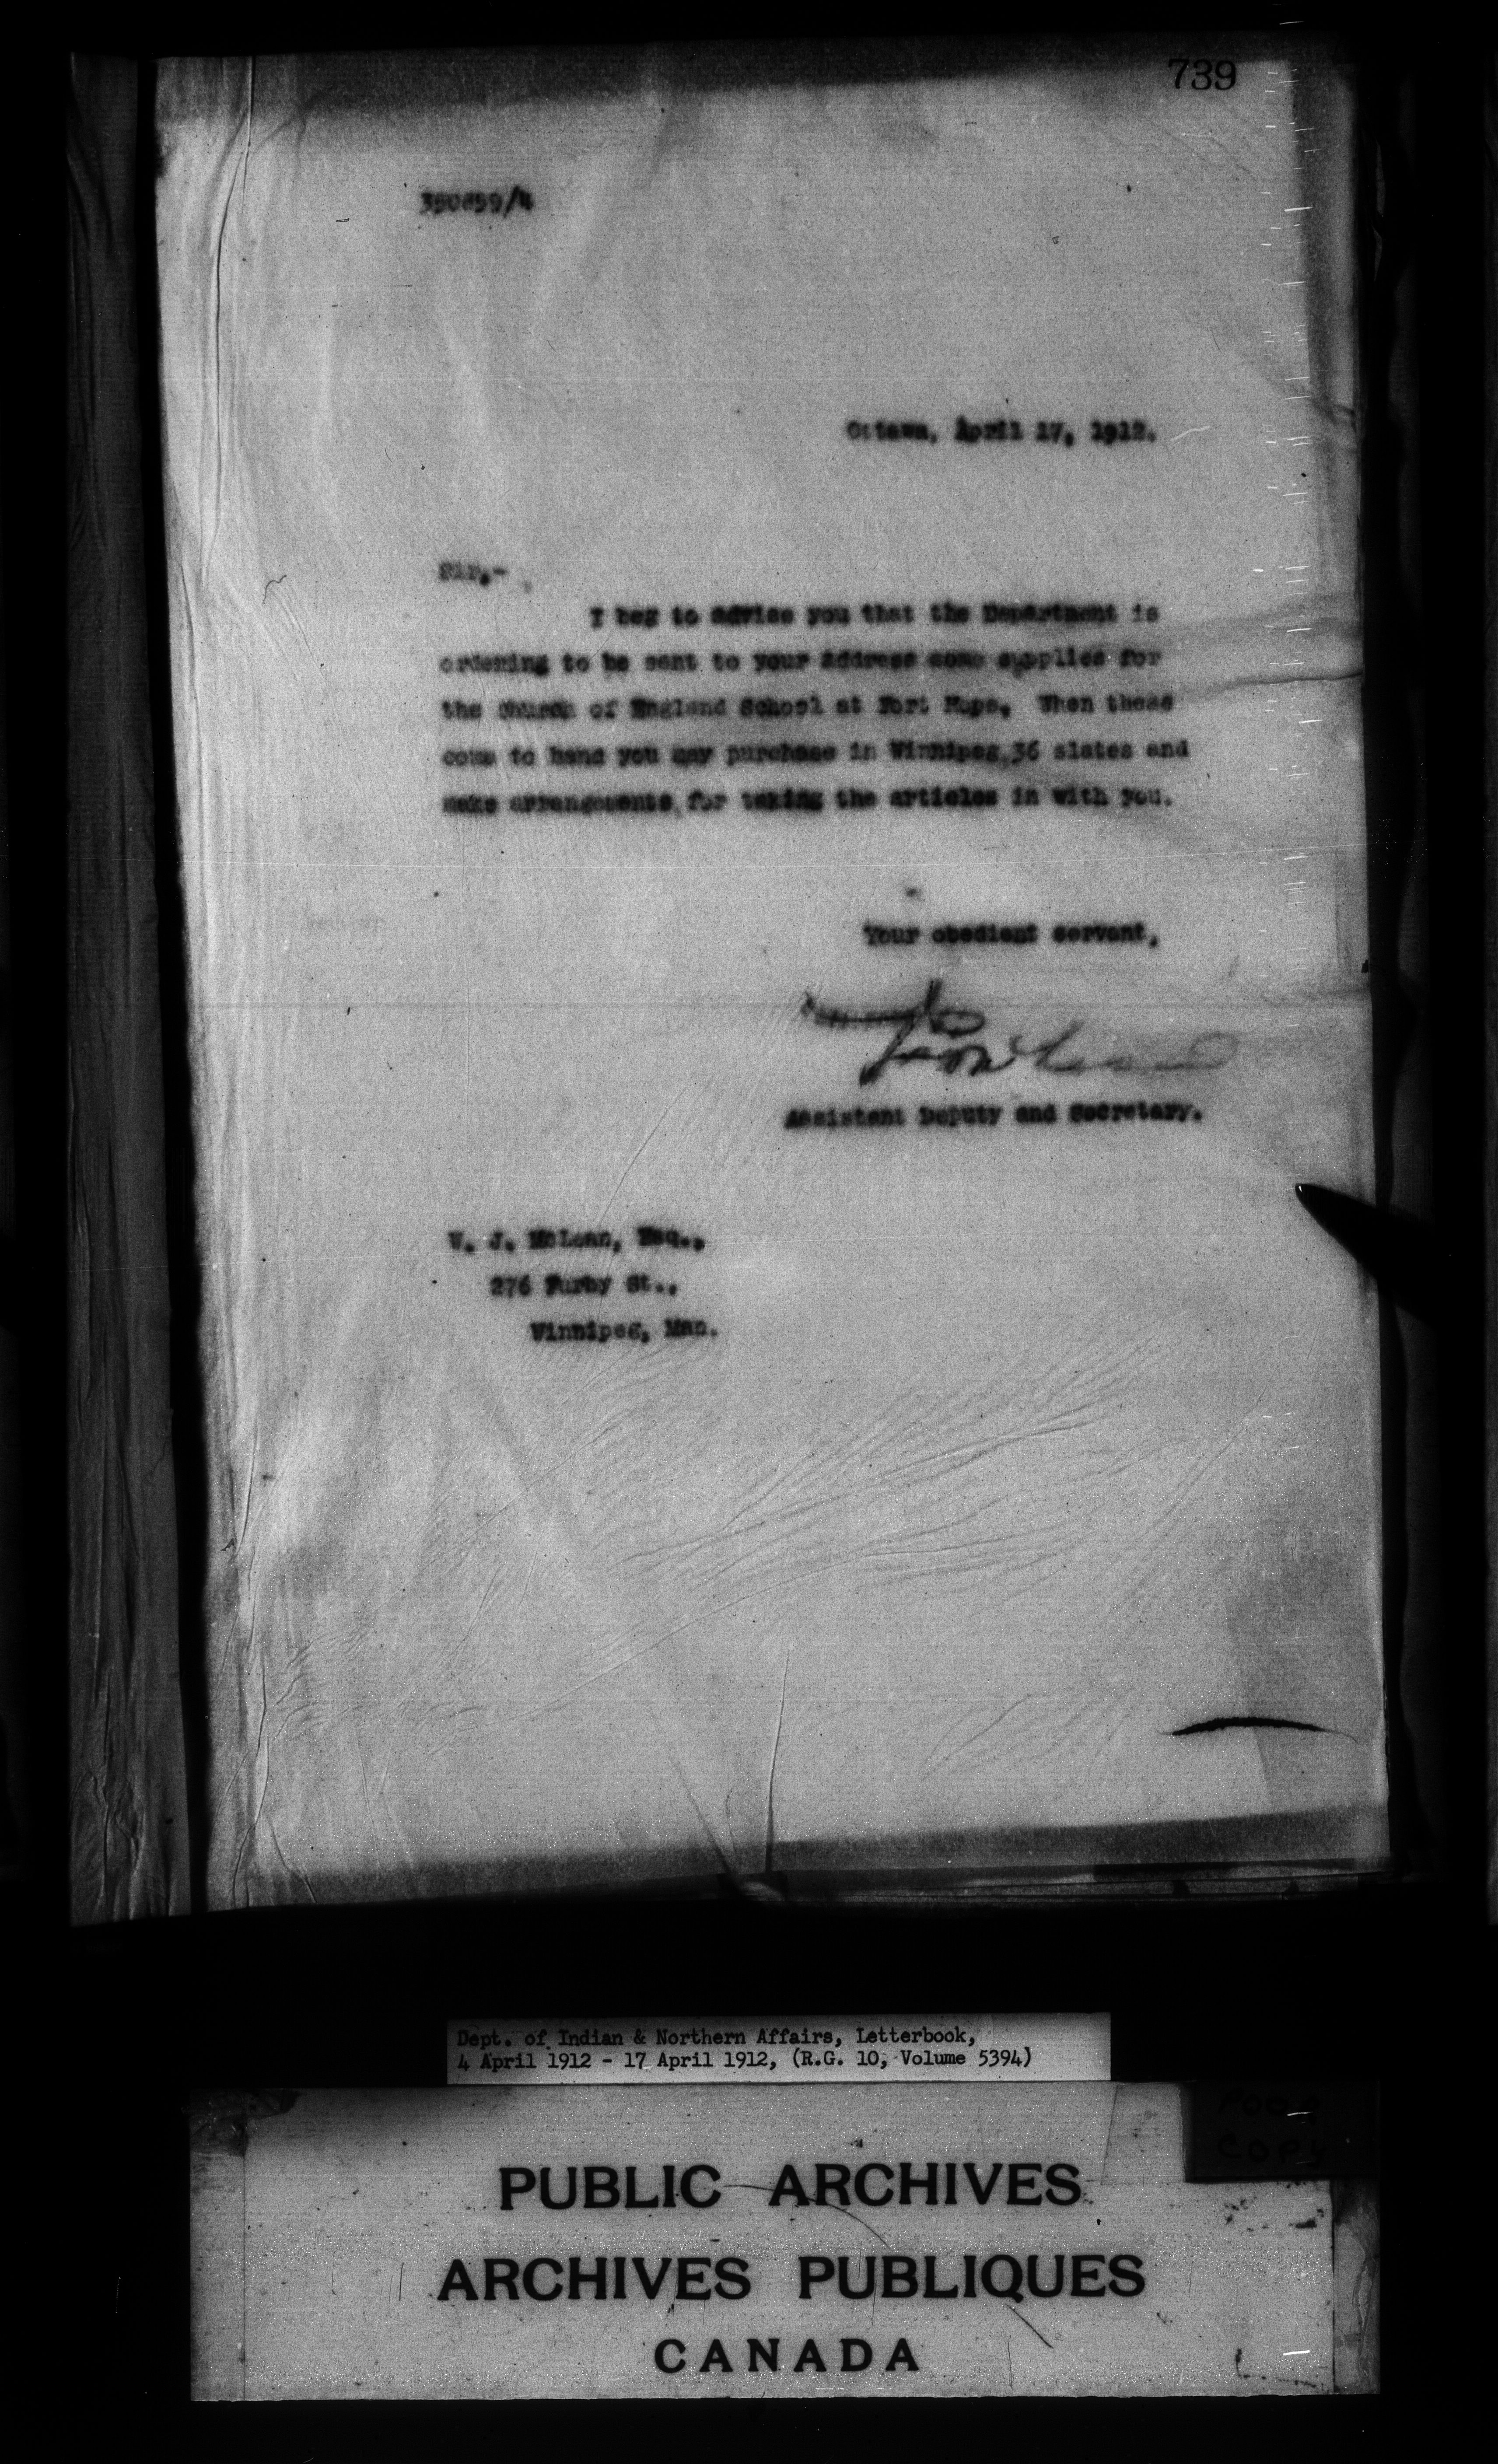 739
350859/4
Ottawa, April 17, 1912.
Sir,-
I beg to advise you that the Department is
ordering to be sent to your address some supplies for
the Church of England School at Fort Hope. When these
come to hand you may purchase in Winnipeg 36 slates and
make arrangements for taking the articles in with you.
Your obedient servant,
Assistant Deputy and Secretary.
W. J. McLean, Esq.,
276 Furby St.,
Winnipeg, Man.
Dept. of Indian & Northern Affairs, Letterbook,
4 April 1912 - 17 April 1912, (R.G. 10, Volume 5394)
POOR
COPY
PUBLIC ARCHIVES
ARCHIVES PUBLIQUES
CANADA